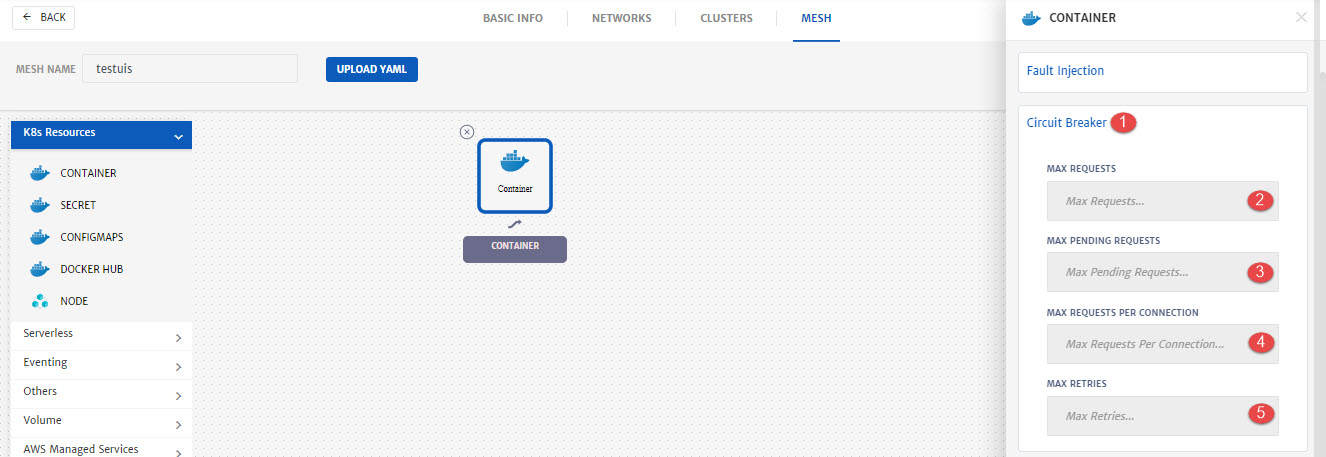 BACK
BASIC INFO
NETWORKS
CLUSTERS
MESH
MESH NAME
testuis
UPLOAD YAML
K8s Resources
CONTAINER
SECRET
CONFIGMAPS
DOCKER HUB
NODE
Serverless
Eventing
Others
Volume
AWS Managed Services
Container
CONTAINER
CONTAINER
Fault Injection
Circuit Breaker 1
MAX REQUESTS
Max Requests... 2
MAX PENDING REQUESTS
Max Pending Requests... 3
MAX REQUESTS PER CONNECTION
Max Requests Per Connection... 4
MAX RETRIES
Max Retries... 5